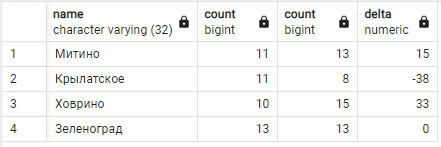 name
character varying (32)
count
bigint
count
bigint
delta
numeric
1 Митино 11 13 15
2 Крылатское 11 8 -38
3 Ховрино 10 15 33
4 Зеленоград 13 13 0